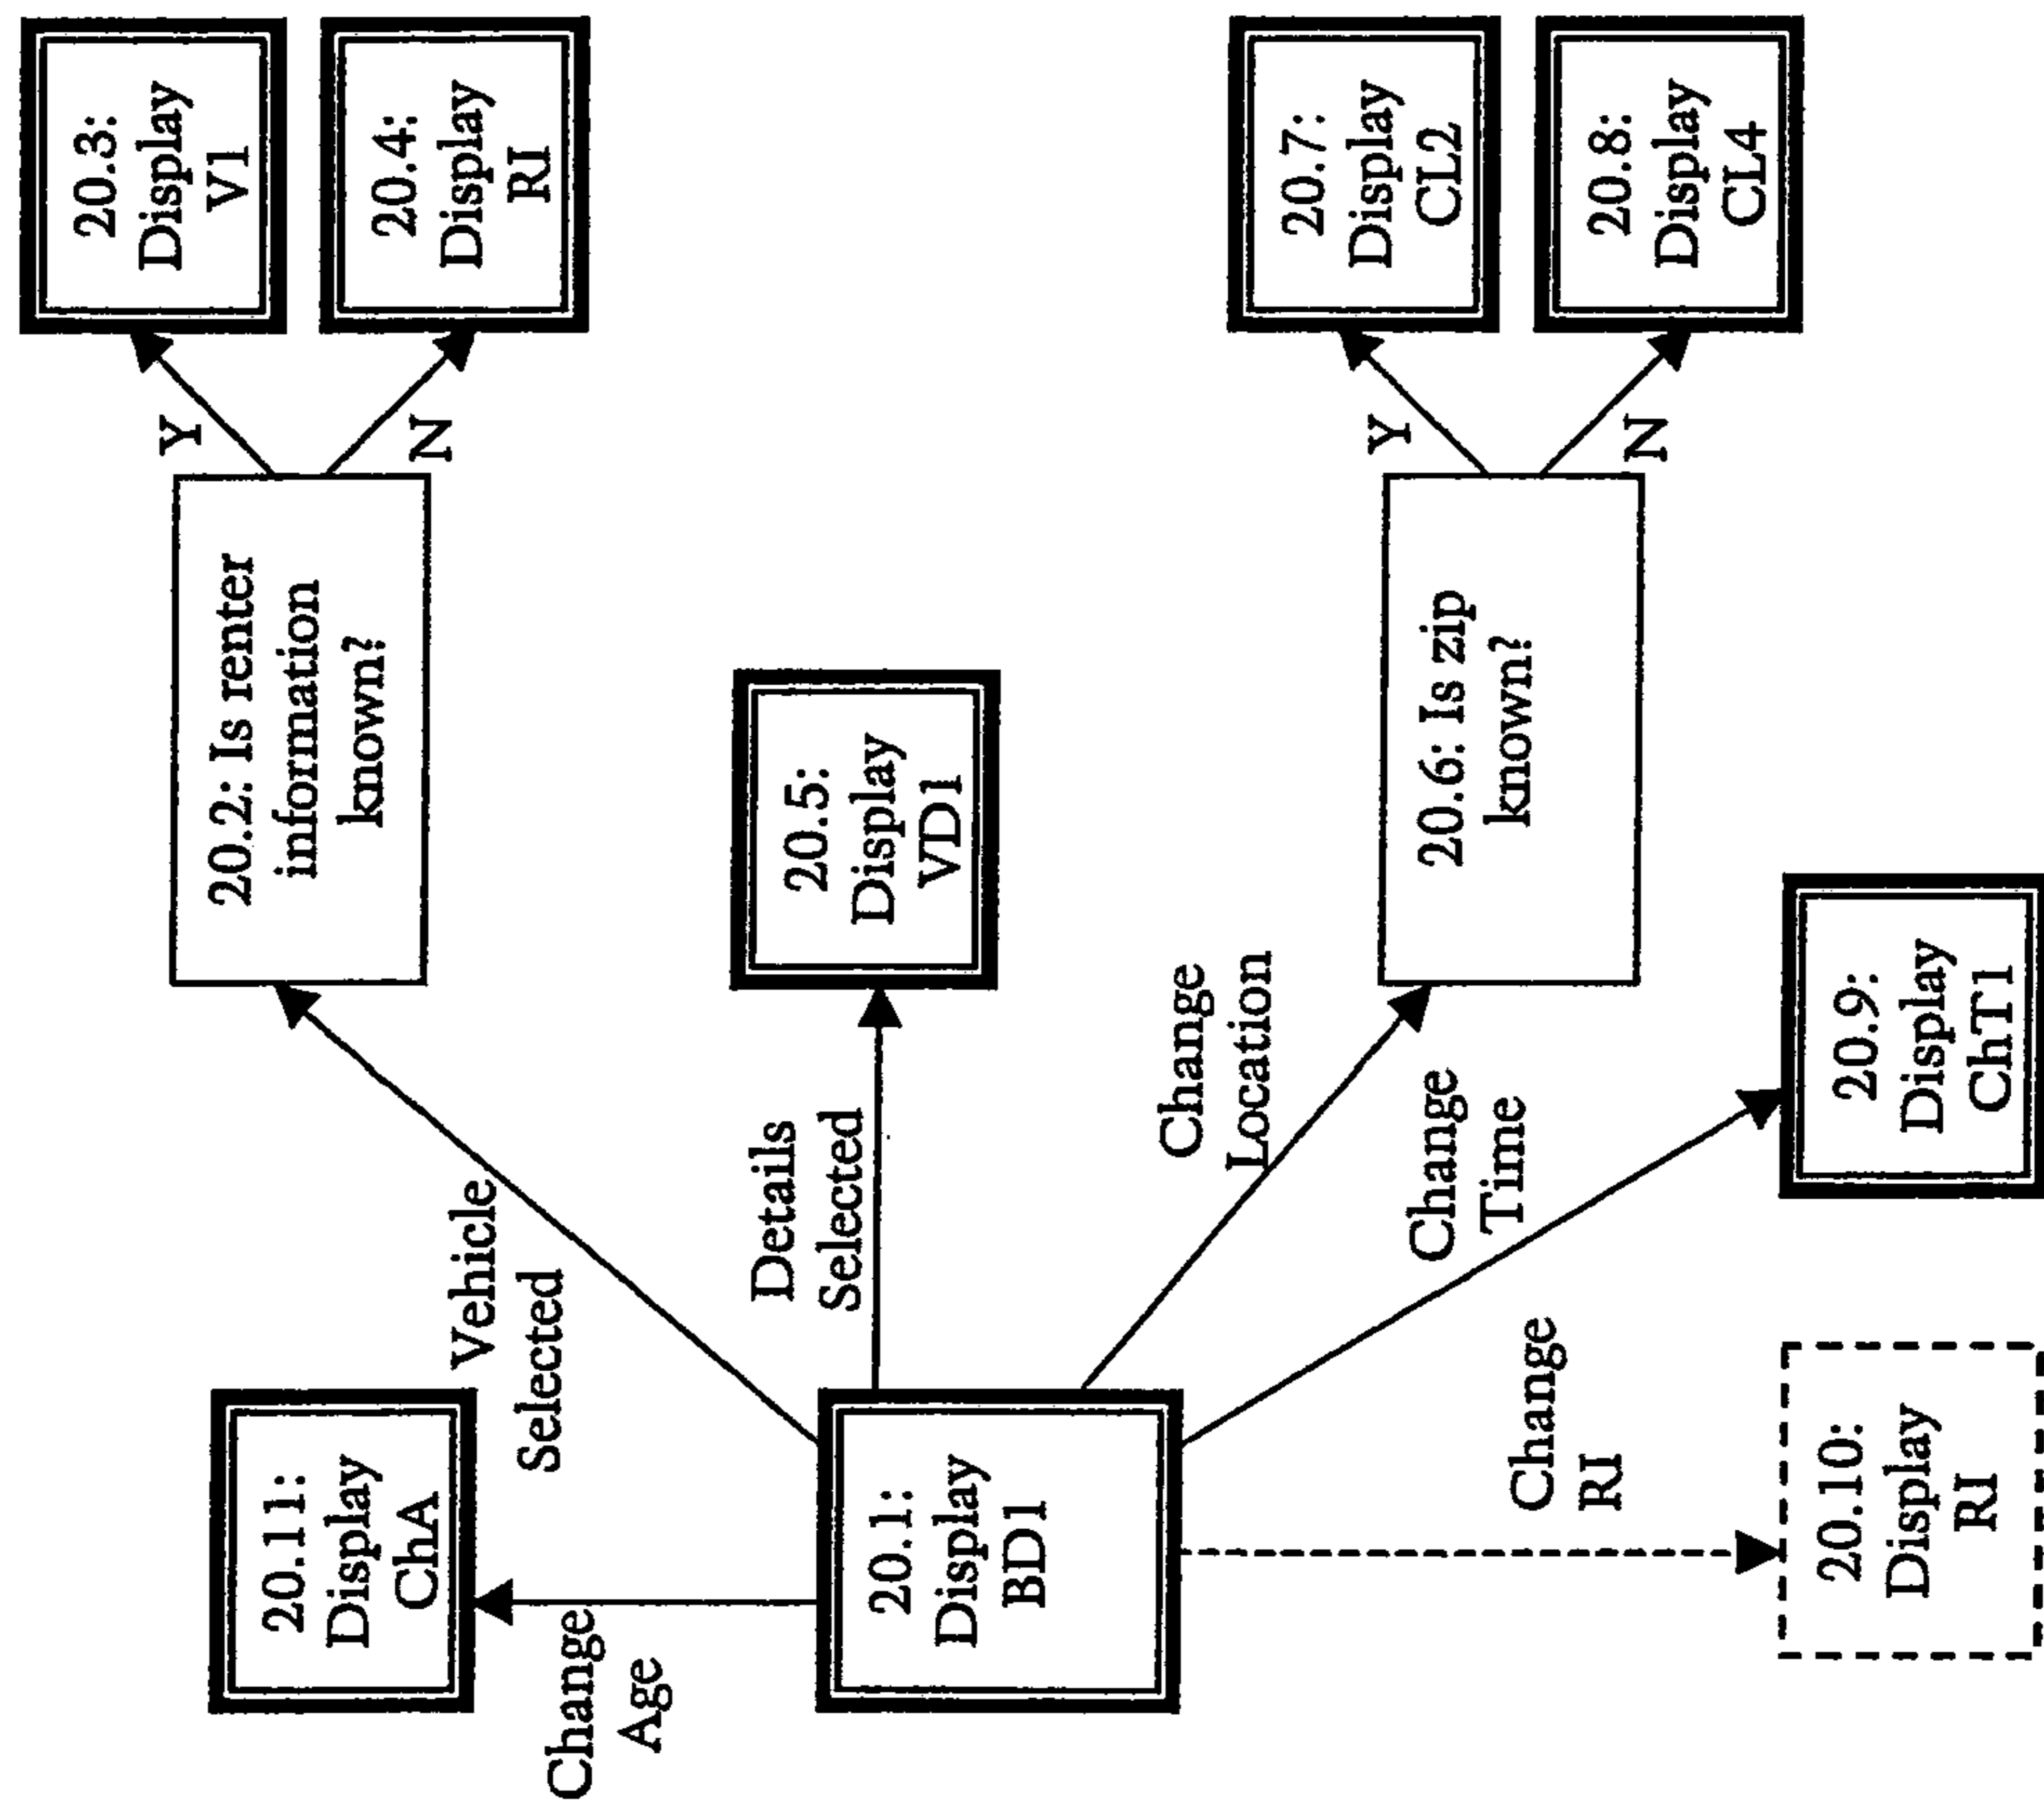 20.11:
Display
ChA
Change
Age
20.1:
Display
BD1
Change
RI
20.10:
Display
RI
Vehicle
Selected
Details
Selected
Change
Location
Change
Time
20.9:
Display
ChT1
20.2: Is renter
information
known?
20.5:
Display
VD1
20.6: Is zip
known?
Y
N
Y
N
20.3:
Display
V1
20.4:
Display
RI
20.7:
Display
CL2
20.8:
Display
CL4